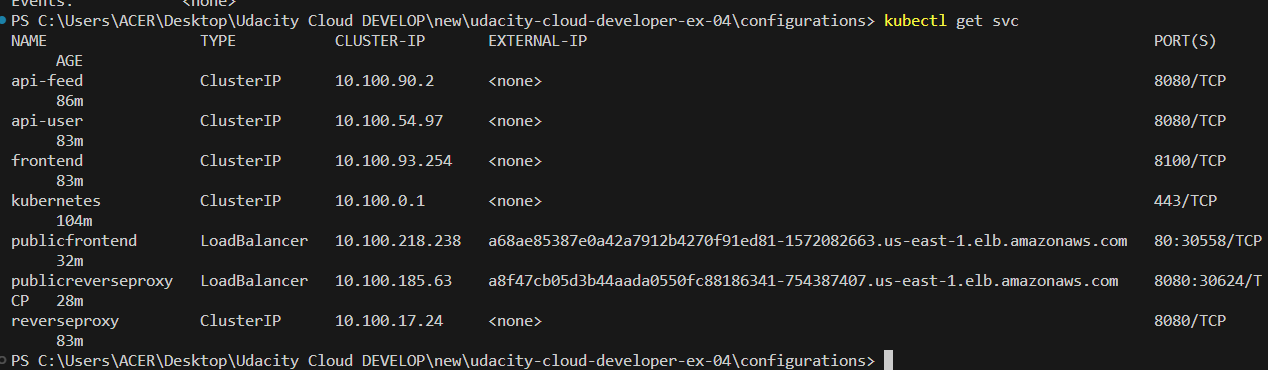 Events:            <none>
PS C:\Users\ACER\Desktop\Udacity Cloud DEVELOP\new\udacity-cloud-developer-ex-04\configurations> kubectl get svc
NAME                 TYPE           CLUSTER-IP       EXTERNAL-IP                                                               PORT(S)
     AGE
api-feed             ClusterIP      10.100.90.2      <none>                                                                    8080/TCP
     86m
api-user             ClusterIP      10.100.54.97     <none>                                                                    8080/TCP
     83m
frontend             ClusterIP      10.100.93.254    <none>                                                                    8100/TCP
     83m
kubernetes           ClusterIP      10.100.0.1       <none>                                                                    443/TCP
     104m
publicfrontend       LoadBalancer   10.100.218.238   a68ae85387e0a42a7912b4270f91ed81-1572082663.us-east-1.elb.amazonaws.com   80:30558/TCP
     32m
publicreverseproxy   LoadBalancer   10.100.185.63    a8f47cb05d3b44aada0550fc88186341-754387407.us-east-1.elb.amazonaws.com    8080:30624/T
CP   28m
reverseproxy         ClusterIP      10.100.17.24     <none>                                                                    8080/TCP
     83m
PS C:\Users\ACER\Desktop\Udacity Cloud DEVELOP\new\udacity-cloud-developer-ex-04\configurations>